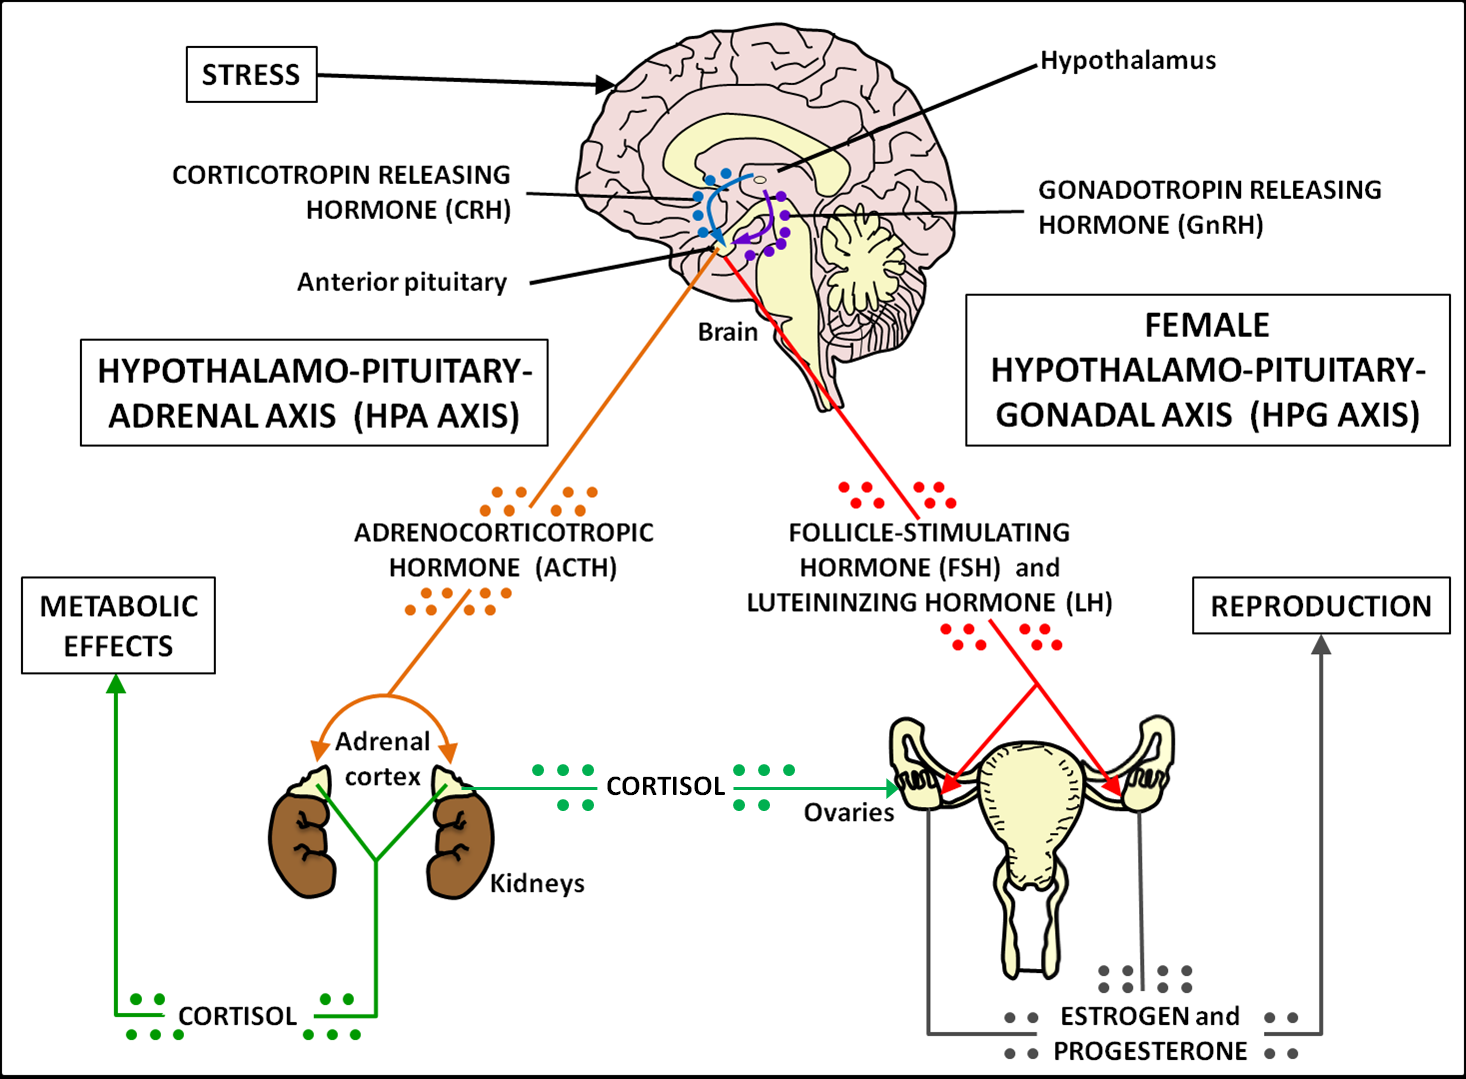 STRESS
Hypothalamus
CORTICOTROPIN RELEASING
HORMONE (CRH)
GONADOTROPIN RELEASING
HORMONE (GnRH)
Anterior pituitary
Brain
HYPOTHALAMO-PITUITARY-
ADRENAL AXIS (HPA AXIS)
FEMALE
HYPOTHALAMO-PITUITARY-
GONADAL AXIS (HPG AXIS)
ADRENOCORTICOTROPIC
HORMONE (ACTH)
FOLLICLE-STIMULATING
HORMONE (FSH) and
LUTEININZING HORMONE (LH)
METABOLIC
EFFECTS
REPRODUCTION
Adrenal
cortex
CORTISOL
Ovaries
Kidneys
CORTISOL
ESTROGEN and
PROGESTERONE